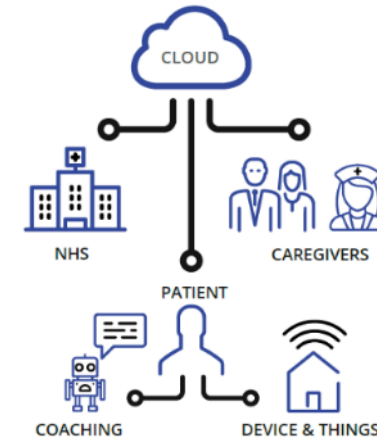 CLOUD
NHS
CAREGIVERS
PATIENT
COACHING
DEVICE & THINGS